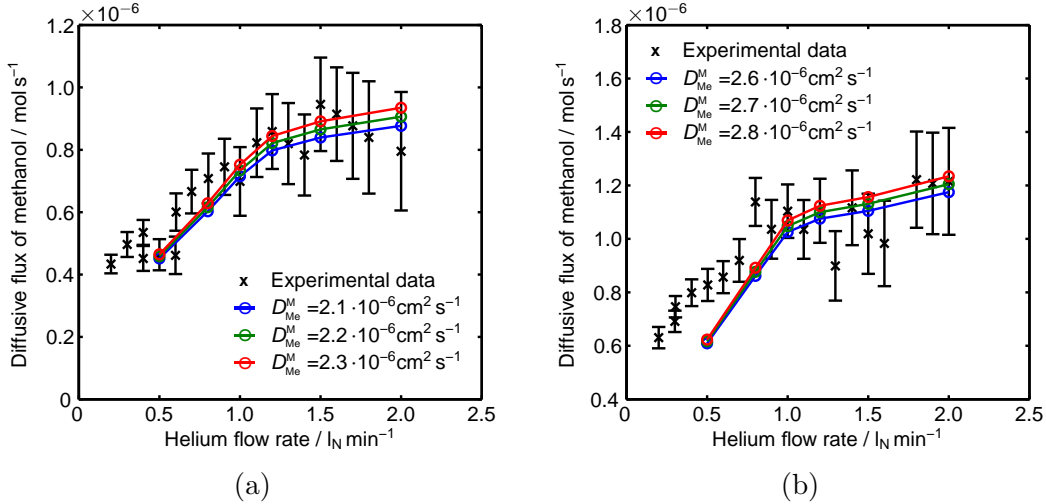 ×10⁻⁶
1.2
1.0
0.8
0.6
0.4
0.2
0
0 0.5 1.0 1.5 2.0 2.5
Diffusive flux of methanol / mol s⁻¹
Helium flow rate / l_N min⁻¹
Experimental data
D^M_Me =2.1·10⁻⁶cm² s⁻¹
D^M_Me =2.2·10⁻⁶cm² s⁻¹
D^M_Me =2.3·10⁻⁶cm² s⁻¹
(a)
×10⁻⁶
1.8
1.6
1.4
1.2
1.0
0.8
0.6
0.4
0 0.5 1.0 1.5 2.0 2.5
Diffusive flux of methanol / mol s⁻¹
Helium flow rate / l_N min⁻¹
Experimental data
D^M_Me =2.6·10⁻⁶cm² s⁻¹
D^M_Me =2.7·10⁻⁶cm² s⁻¹
D^M_Me =2.8·10⁻⁶cm² s⁻¹
(b)